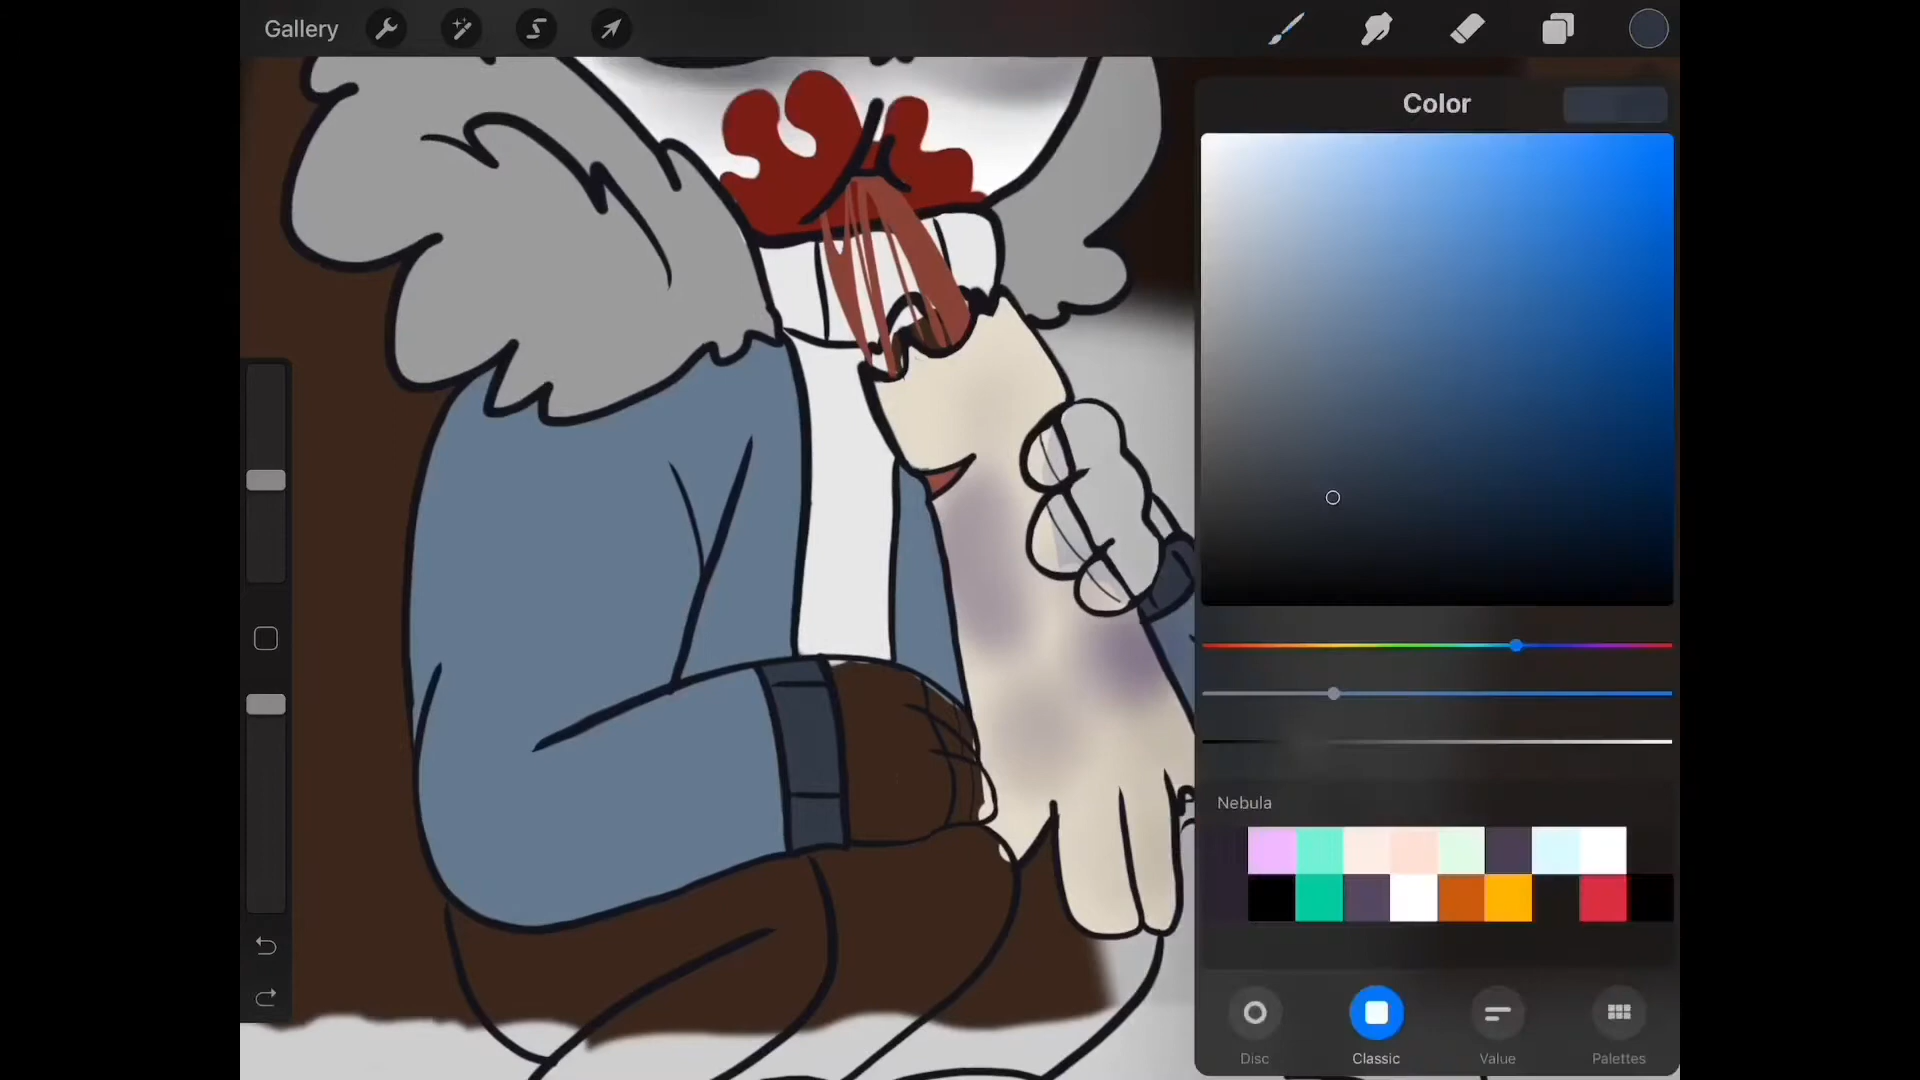 Gallery
Color
Nebula
Disc
Classic
Value
Palettes